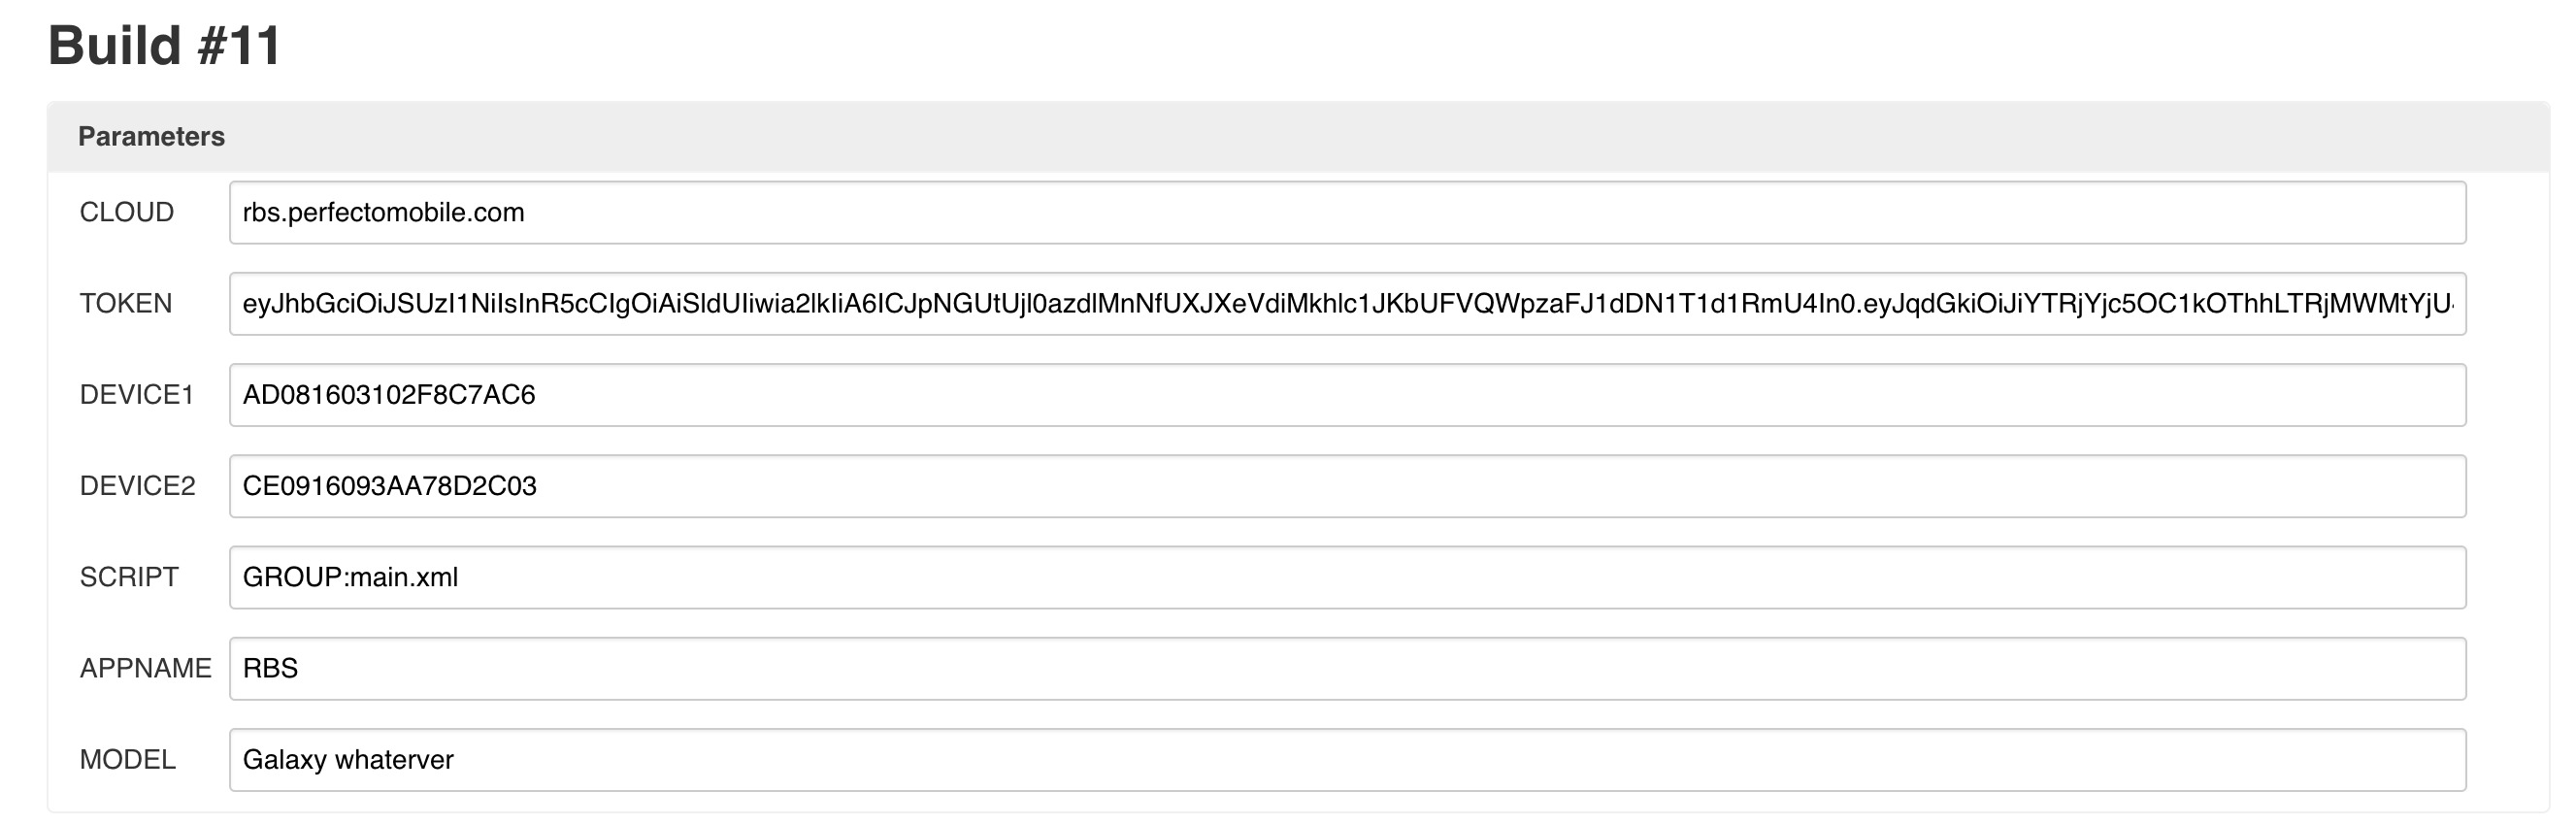 Build #11
Parameters
CLOUD rbs.perfectomobile.com
TOKEN eyJhbGciOiJSUzI1NiIsInR5cCIgOiAiSldUIiwia2lkIiA6ICJpNGUtUjl0azdlMnNfUXJXeVdiMkhlc1JKbUFVQWpzaFJ1dDN1T1d1RmU4In0.eyJqdGkiOiJiYTRjYjc5OC1kOThhLTRjMWMtYjU
DEVICE1 AD081603102F8C7AC6
DEVICE2 CE0916093AA78D2C03
SCRIPT GROUP:main.xml
APPNAME RBS
MODEL Galaxy whaterver